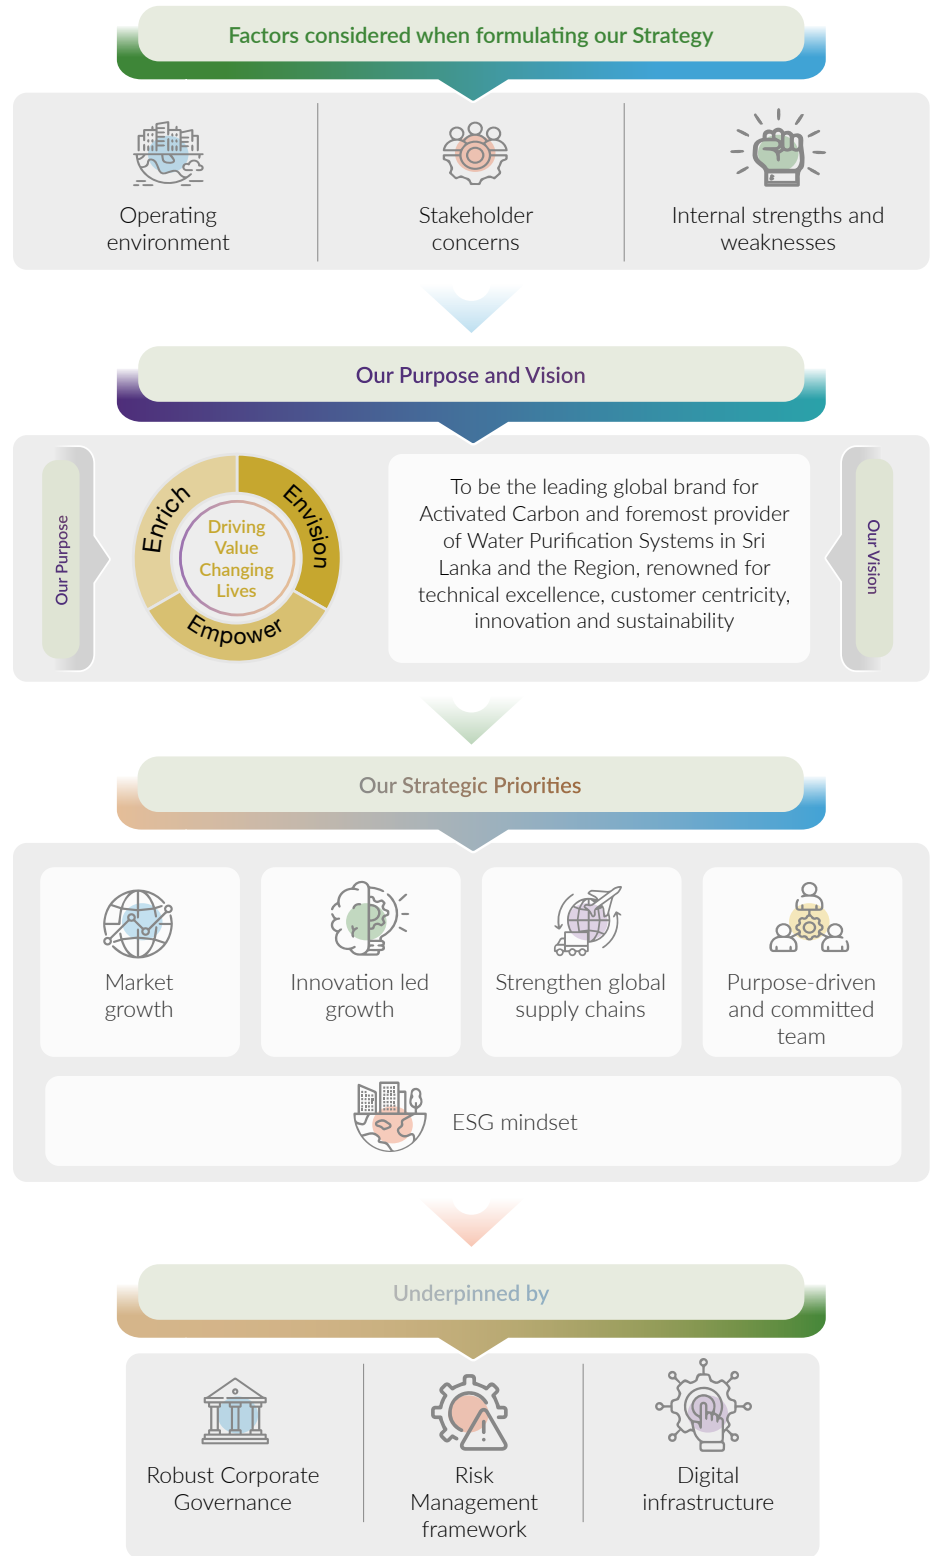 Factors considered when formulating our Strategy
Operating
environment
Stakeholder
concerns
Internal strengths and
weaknesses
Our Purpose and Vision
Our Purpose
Enrich
Envision
Empower
Driving
Value
Changing
Lives
To be the leading global brand for
Activated Carbon and foremost provider
of Water Purification Systems in Sri
Lanka and the Region, renowned for
technical excellence, customer centricity,
innovation and sustainability
Our Vision
Our Strategic Priorities
Market
growth
Innovation led
growth
Strengthen global
supply chains
Purpose-driven
and committed
team
ESG mindset
Underpinned by
Robust Corporate
Governance
Risk
Management
framework
Digital
infrastructure